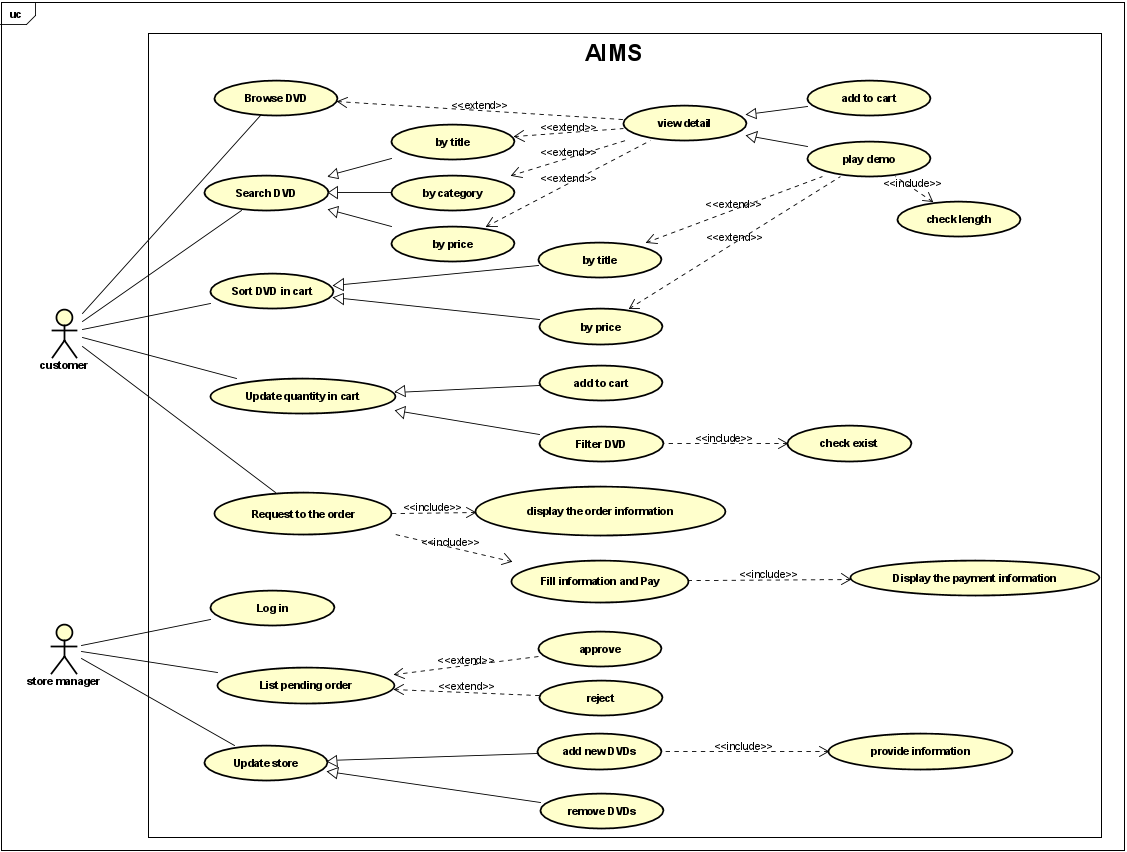 uc
AIMS
Browse DVD
<<extend>>
view detail
add to cart
by title
<<extend>>
<<extend>>
<<extend>>
play demo
<<include>>
Search DVD
by category
by price
<<extend>>
<<extend>>
check length
by title
Sort DVD in cart
by price
customer
Update quantity in cart
add to cart
Filter DVD
<<include>>
check exist
Request to the order
<<include>>
display the order information
<<include>>
Fill information and Pay
<<include>>
Display the payment information
Log in
store manager
List pending order
<<extend>>
approve
<<extend>>
reject
Update store
add new DVDs
<<include>>
provide information
remove DVDs